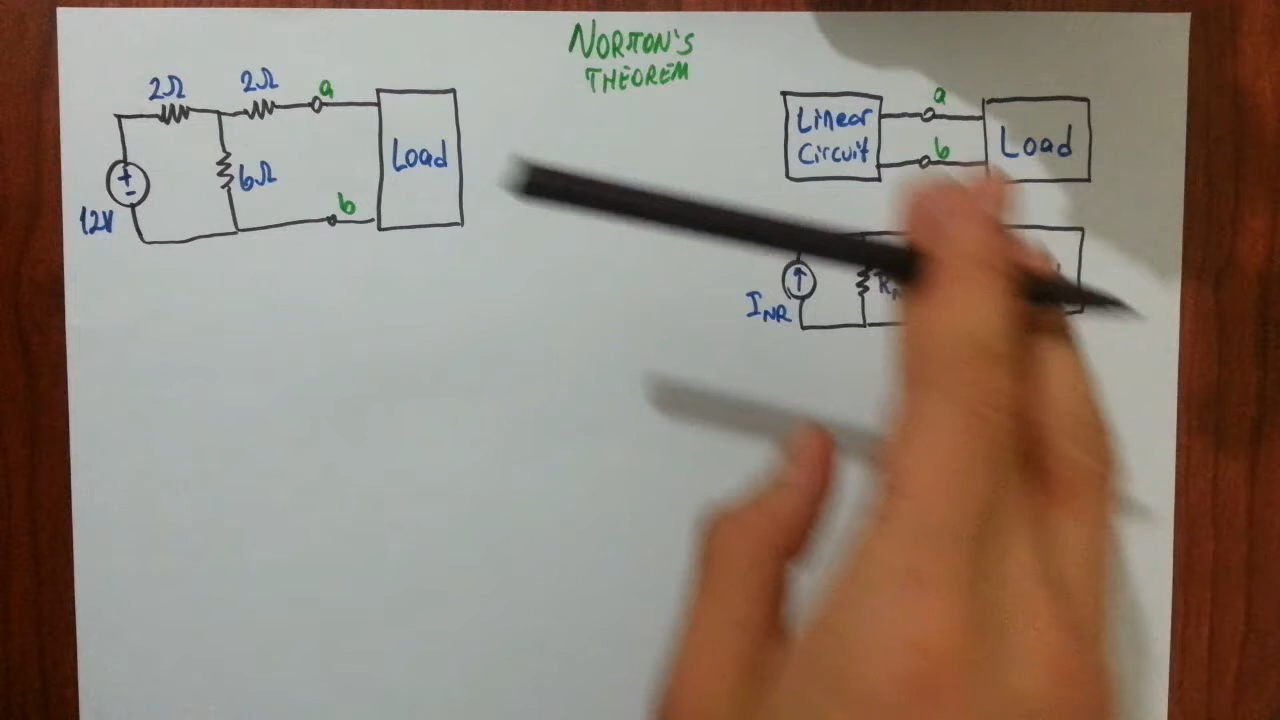 NORTON'S
THEOREM
2Ω
2Ω
a
6Ω
Load
b
12V
Linear
Circuit
a
b
Load
I_NR